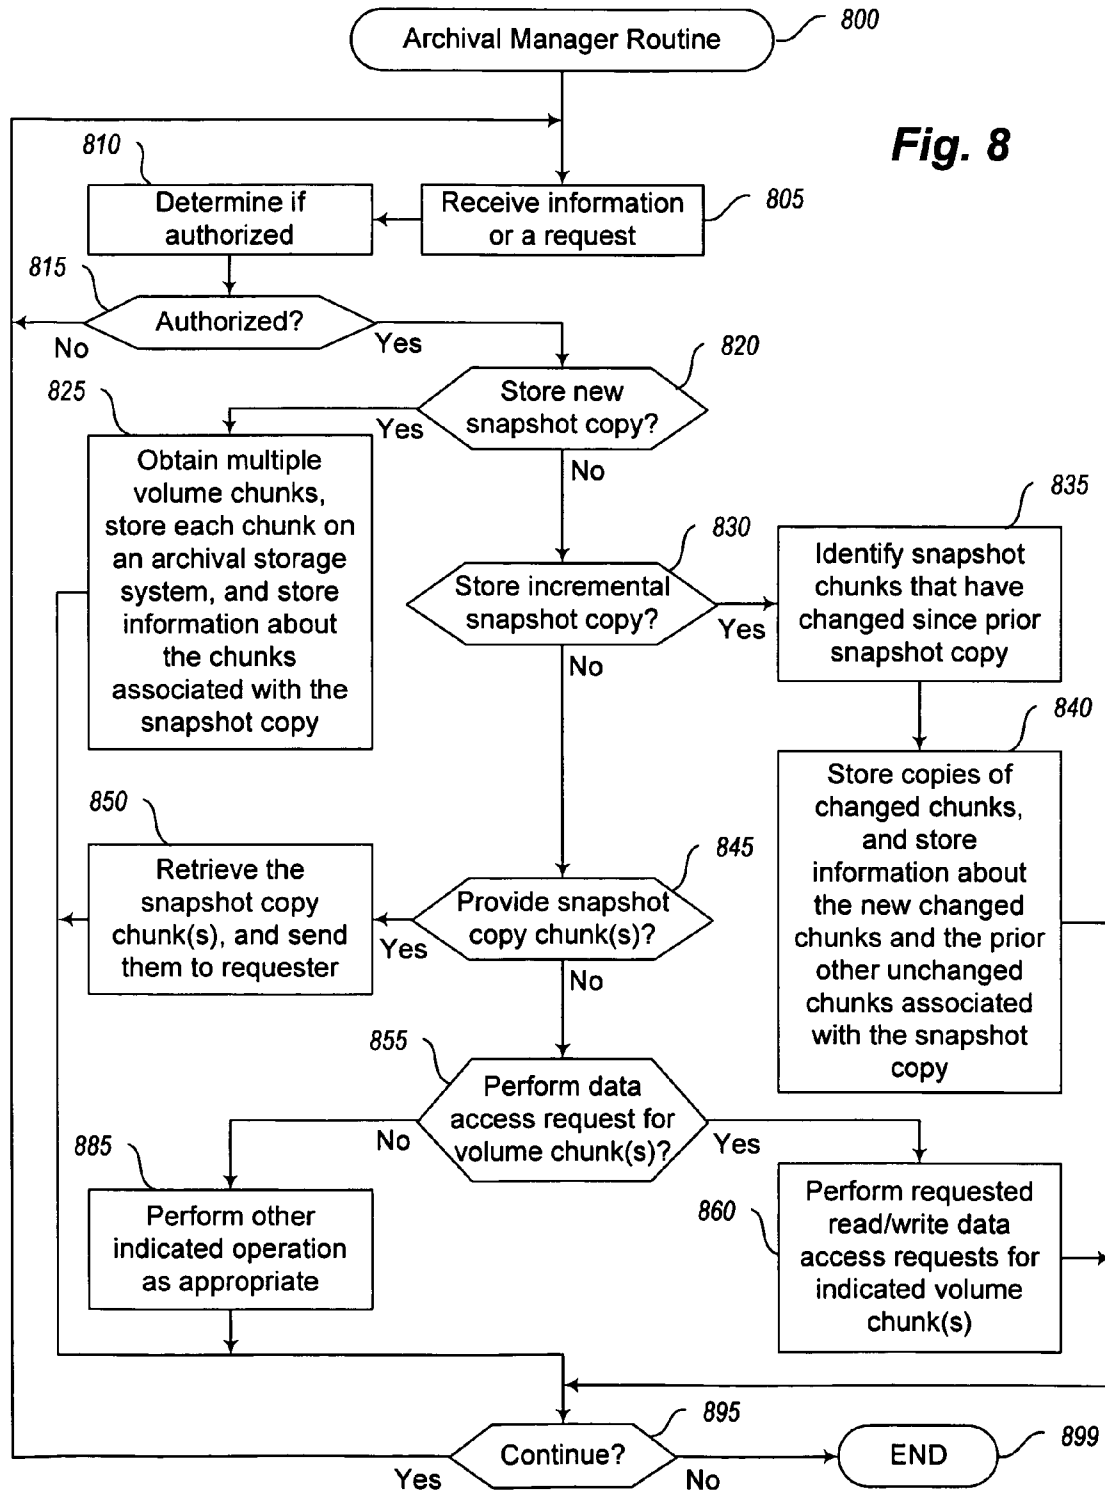 Archival Manager Routine
800
Fig. 8
810
Determine if
authorized
Receive information
or a request
805
815
Authorized?
No
Yes
820
Store new
snapshot copy?
Yes
No
825
Obtain multiple
volume chunks,
store each chunk on
an archival storage
system, and store
information about
the chunks
associated with the
snapshot copy
830
Store incremental
snapshot copy?
Yes
No
835
Identify snapshot
chunks that have
changed since prior
snapshot copy
840
Store copies of
changed chunks,
and store
information about
the new changed
chunks and the prior
other unchanged
chunks associated
with the snapshot
copy
850
Retrieve the
snapshot copy
chunk(s), and send
them to requester
845
Provide snapshot
copy chunk(s)?
Yes
No
855
Perform data
access request for
volume chunk(s)?
No
Yes
885
Perform other
indicated operation
as appropriate
860
Perform requested
read/write data
access requests for
indicated volume
chunk(s)
895
Continue?
Yes
No
END
899